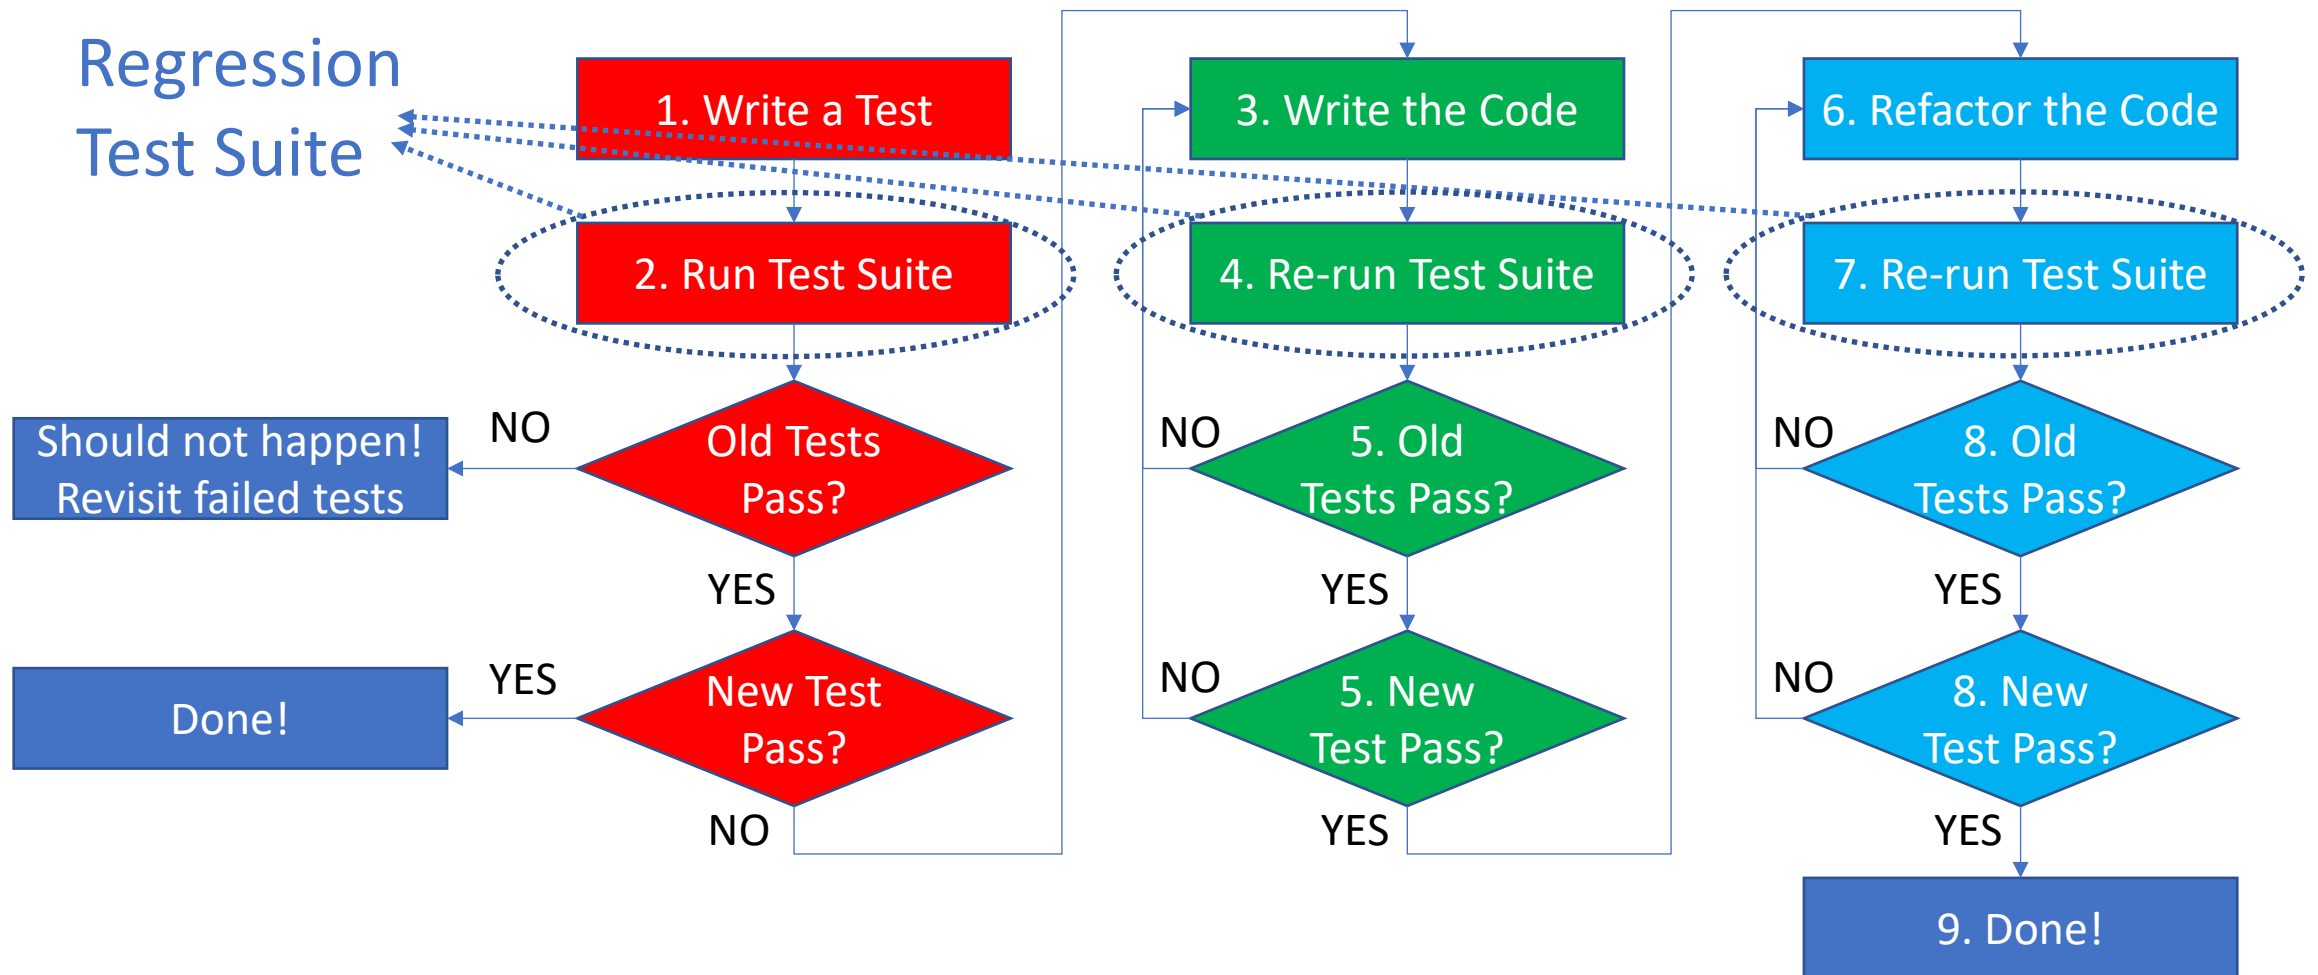 Regression
Test Suite
1. Write a Test
2. Run Test Suite
Old Tests
Pass?
NO
Should not happen!
Revisit failed tests
YES
New Test
Pass?
YES
Done!
NO
3. Write the Code
4. Re-run Test Suite
5. Old
Tests Pass?
NO
YES
5. New
Test Pass?
NO
YES
6. Refactor the Code
7. Re-run Test Suite
8. Old
Tests Pass?
NO
YES
8. New
Test Pass?
NO
YES
9. Done!